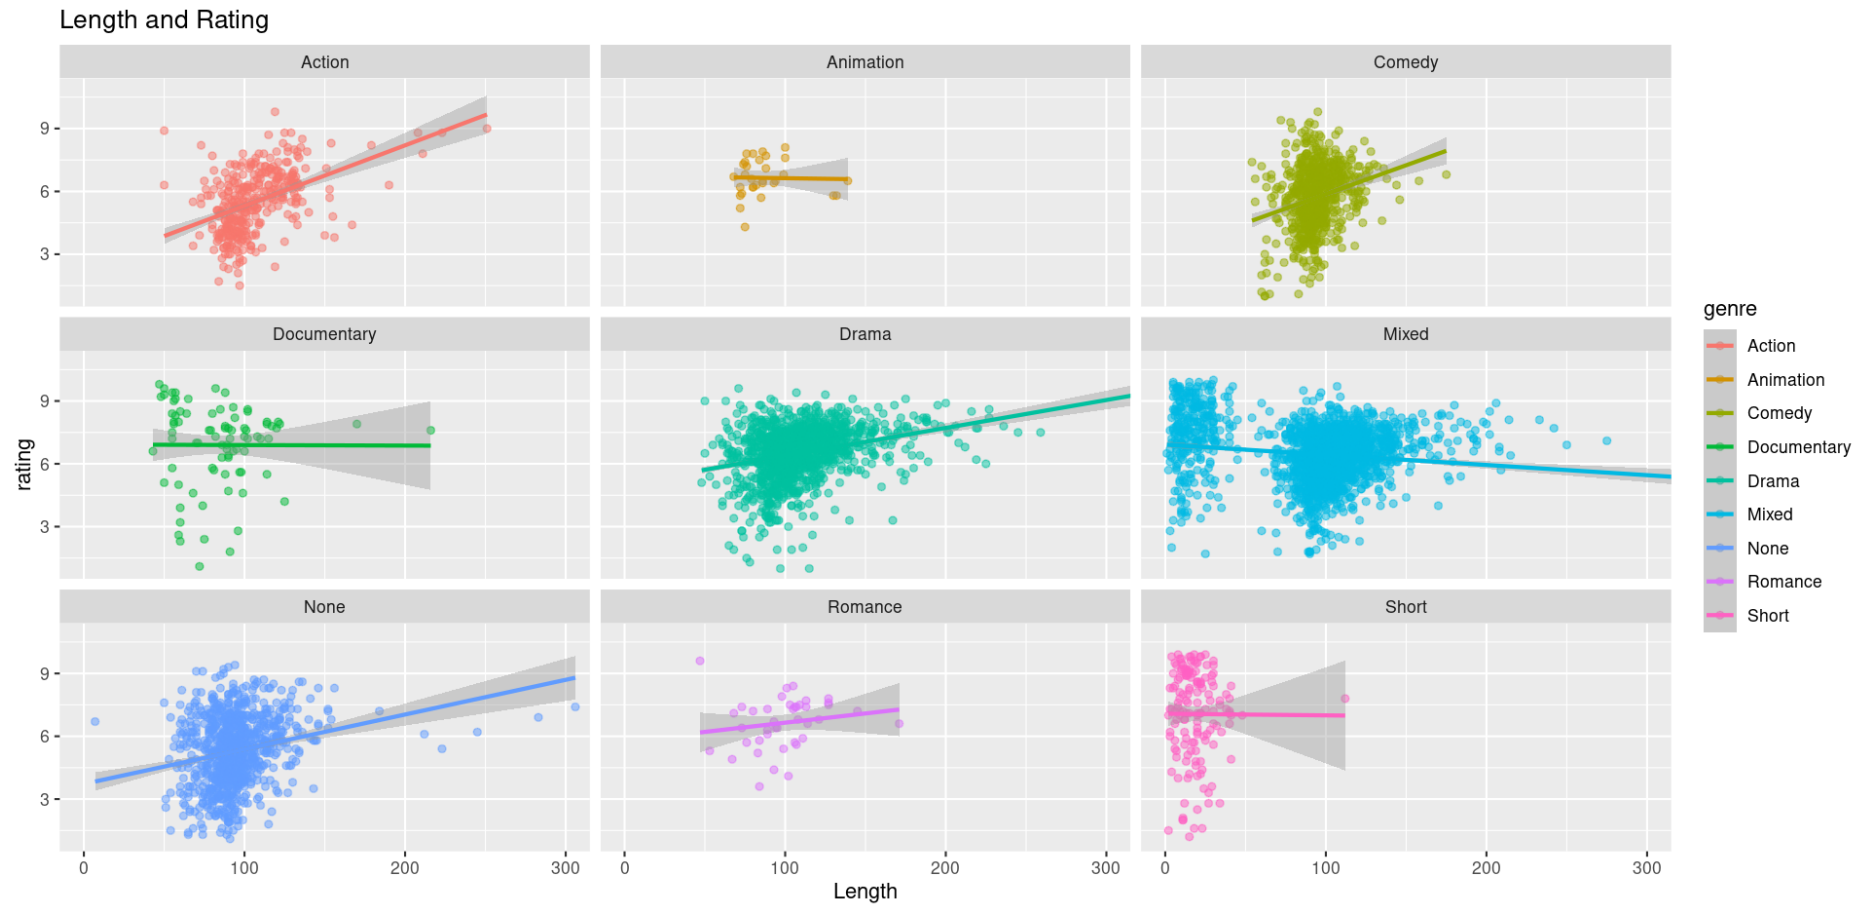 Length and Rating
Action Animation Comedy
9
6
3
Documentary Drama Mixed
9
6
3
None Romance Short
9
6
3
0 100 200 300 0 100 200 300 0 100 200 300
Length
rating
genre
Action
Animation
Comedy
Documentary
Drama
Mixed
None
Romance
Short